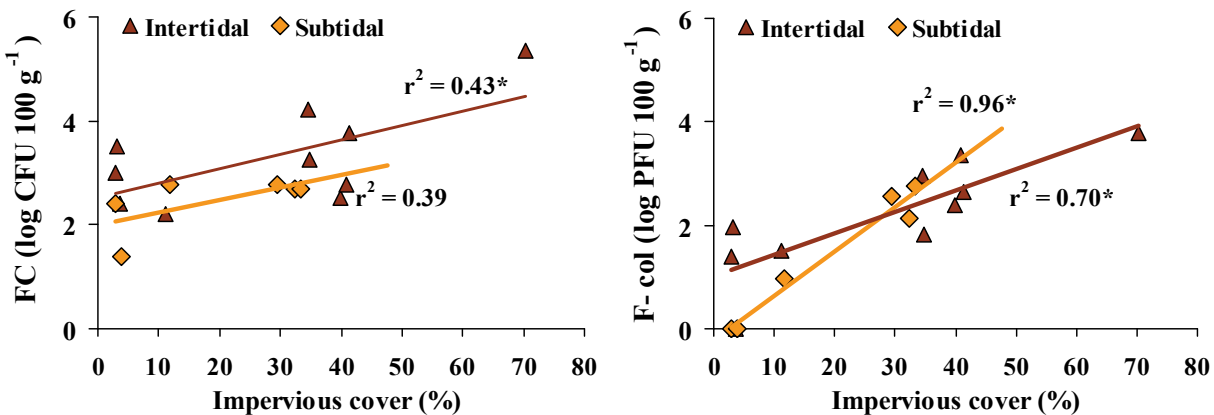 Intertidal Subtidal
r² = 0.43*
r² = 0.39
FC (log CFU 100 g⁻¹)
6
4
2
0
0 10 20 30 40 50 60 70 80
Impervious cover (%)
Intertidal Subtidal
r² = 0.96*
r² = 0.70*
F- col (log PFU 100 g⁻¹)
6
4
2
0
0 10 20 30 40 50 60 70 80
Impervious cover (%)